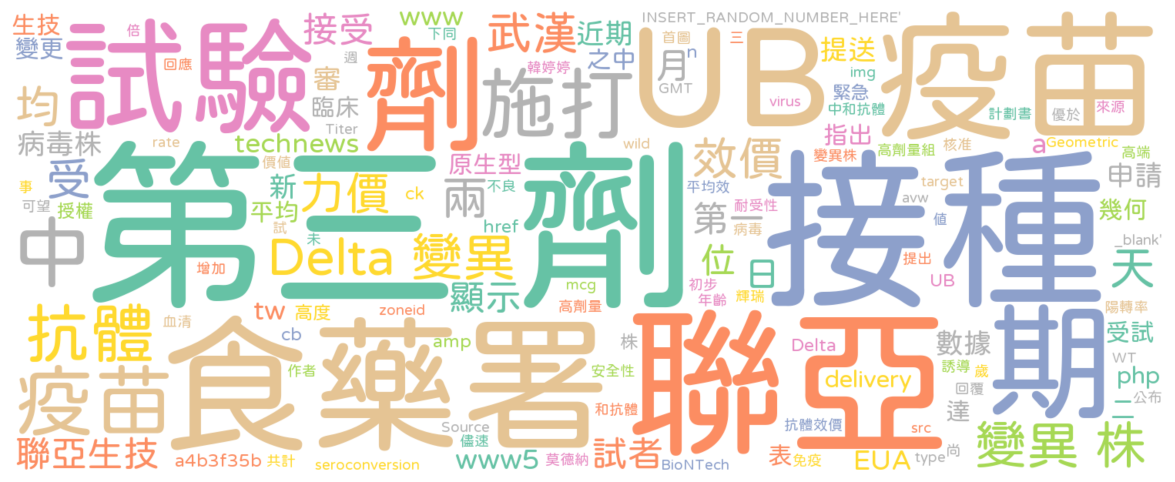 生技 倍 接受 www 下同 武漢 近期 INSERT_RANDOM_NUMBER_HERE' 三 提送
變更 回應 週 審 韓婷婷 之中 首圖 n 月 GMT img
試驗 劑 施打 UB 疫苗
均 臨床 Titer virus 緊急 中和抗體 計劃書 優於 來源
病毒株 rate technews 原生型 wild 效價 指出 變異株 高劑量組 核准 a Geometric 高端
第三劑 接種
事 受 價值 新 力價 ck 兩 不良 平均效 耐受性 target 申請
可望 授權 平均 試 href 第一 病毒 avw 値 幾何
中 未 Delta 變異 位 日 提出 UB _blank' 天
增加 顯示 mcg 高劑量 初步 年齡 輝瑞 陽轉率
抗體 血清 tw 高度 zoneid 聯亞 期
疫苗 食藥署 cb amp 株 Delta 數據 受試
作者 安全性 delivery 誘導 歲 WT php
和抗體 回覆 達 公布 二
Source 抗體效價 src 變異 株
聯亞生技 a4b3f35b 共計 seroconversion 儘速 www5 莫德納 試者 BioNTech 表 免疫 EUA type 尚